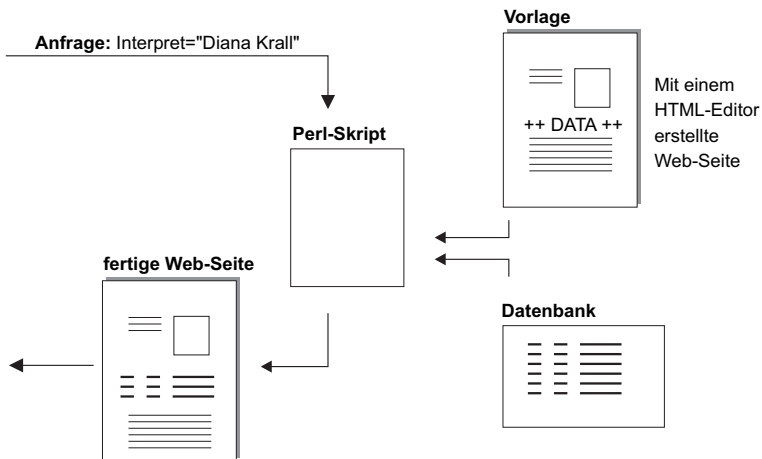 Vorlage
Anfrage: Interpret="Diana Krall"
++ DATA ++
Mit einem
HTML-Editor
erstellte
Web-Seite
Perl-Skript
fertige Web-Seite
Datenbank